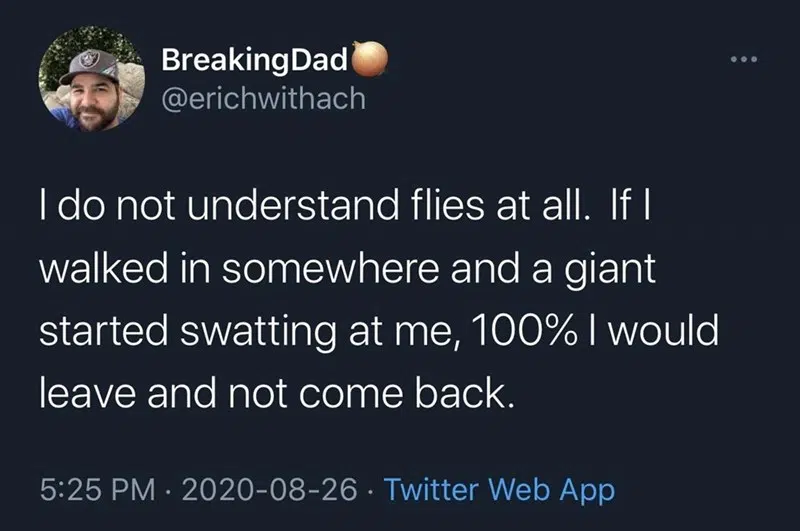 BreakingDad🧅
@erichwithach
I do not understand flies at all.  If I
walked in somewhere and a giant
started swatting at me, 100% I would
leave and not come back.
5:25 PM · 2020-08-26 · Twitter Web App